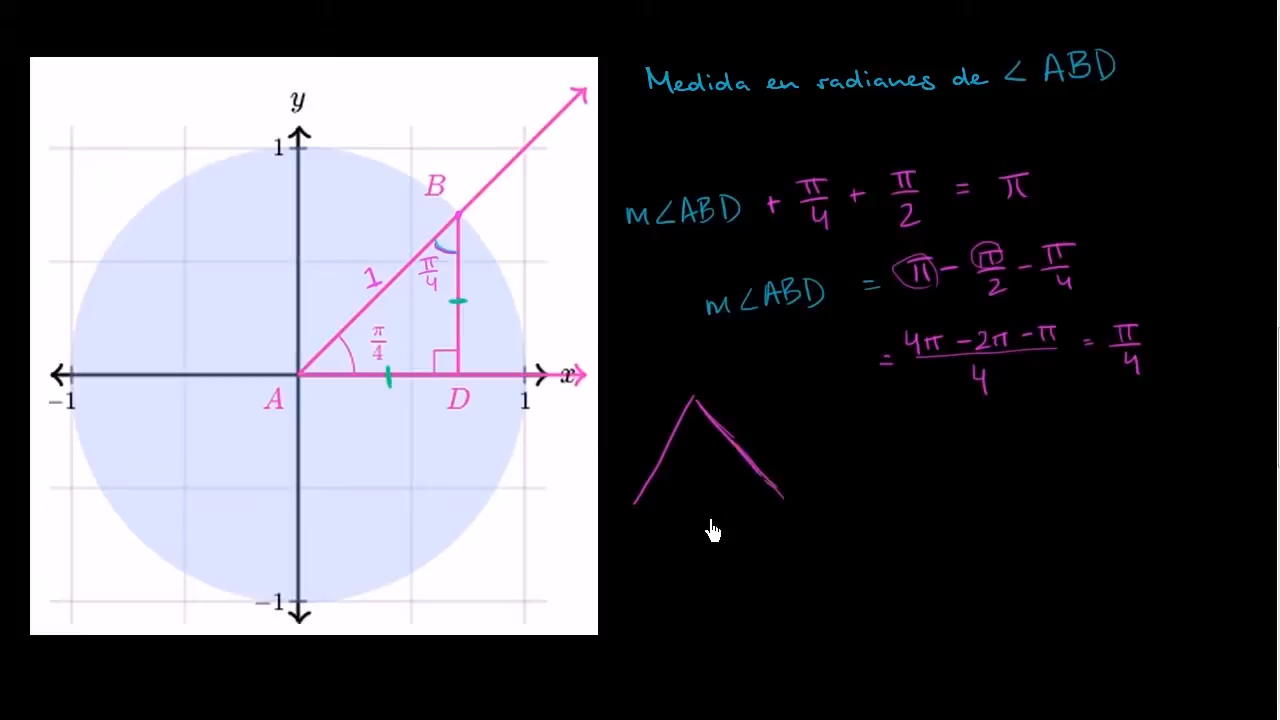 Medida en radianes de ∠ ABD
y
1
B
m∠ABD + π/4 + π/2 = π
1
π/4
m∠ABD = π - π/2 - π/4
π/4
= (4π - 2π - π)/4 = π/4
x
-1
A
D
1
-1